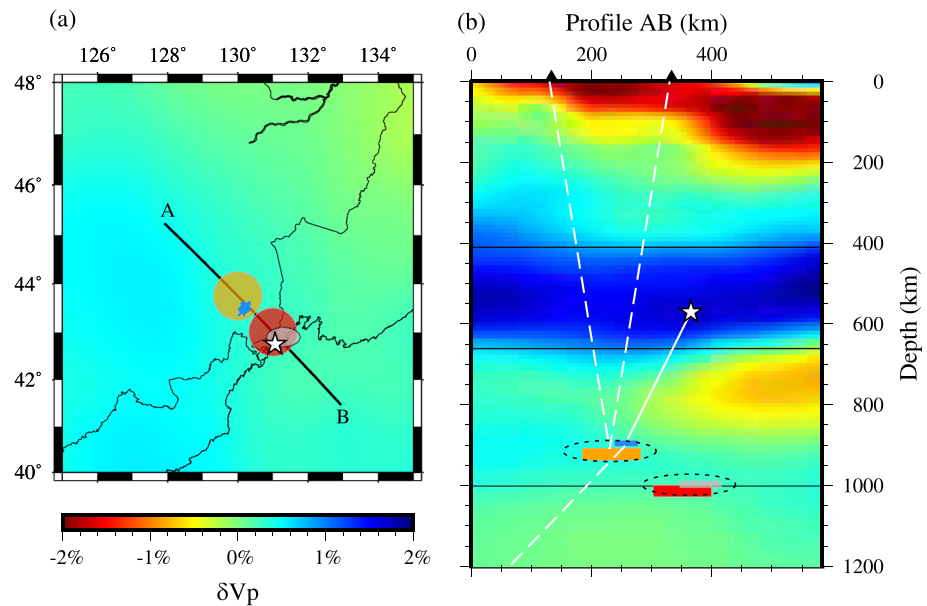 (a)
126° 128° 130° 132° 134°
48°
46°
44°
42°
40°
A
B
-2% -1% 0% 1% 2%
δVp
(b) Profile AB (km)
0 200 400
0
200
400
600
800
1000
1200
Depth (km)